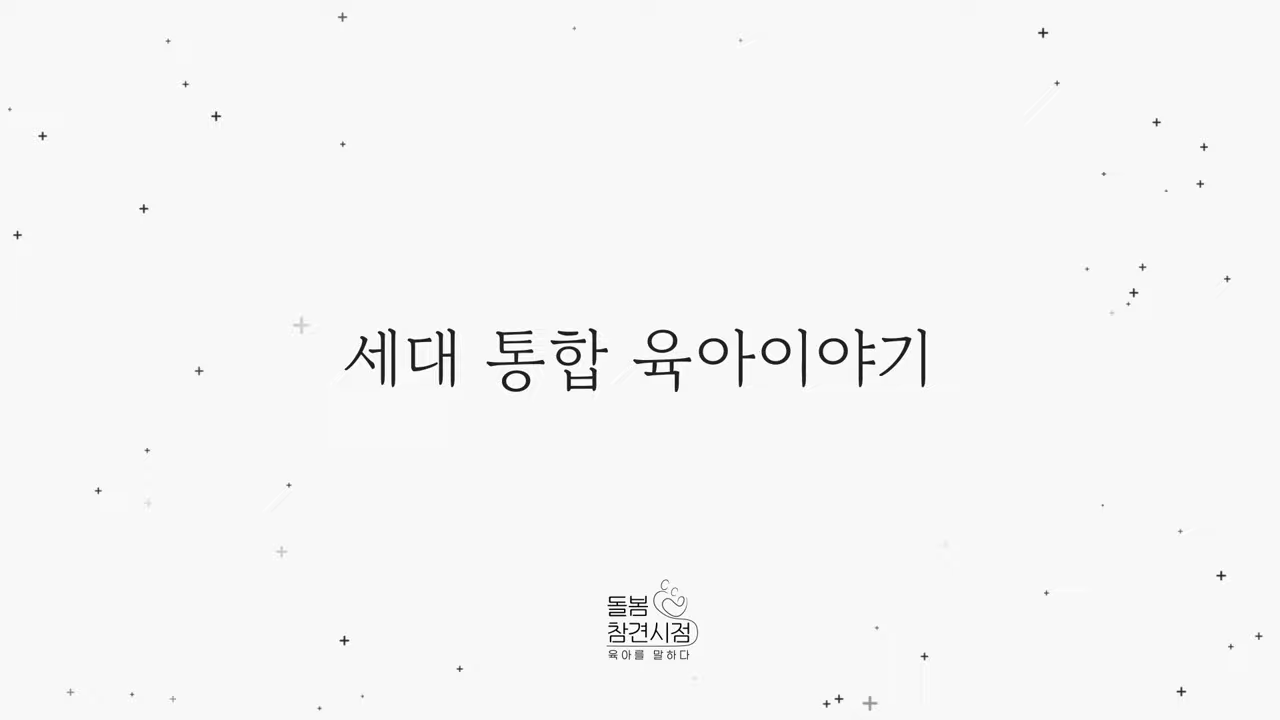 세대 통합 육아이야기
돌봄
참견시점
육아를 말하다